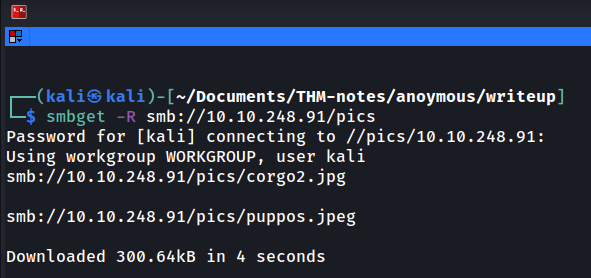 (kali㉿kali)-[~/Documents/THM-notes/anoymous/writeup]
$ smbget -R smb://10.10.248.91/pics
Password for [kali] connecting to //pics/10.10.248.91:
Using workgroup WORKGROUP, user kali
smb://10.10.248.91/pics/corgo2.jpg
smb://10.10.248.91/pics/puppos.jpeg
Downloaded 300.64kB in 4 seconds